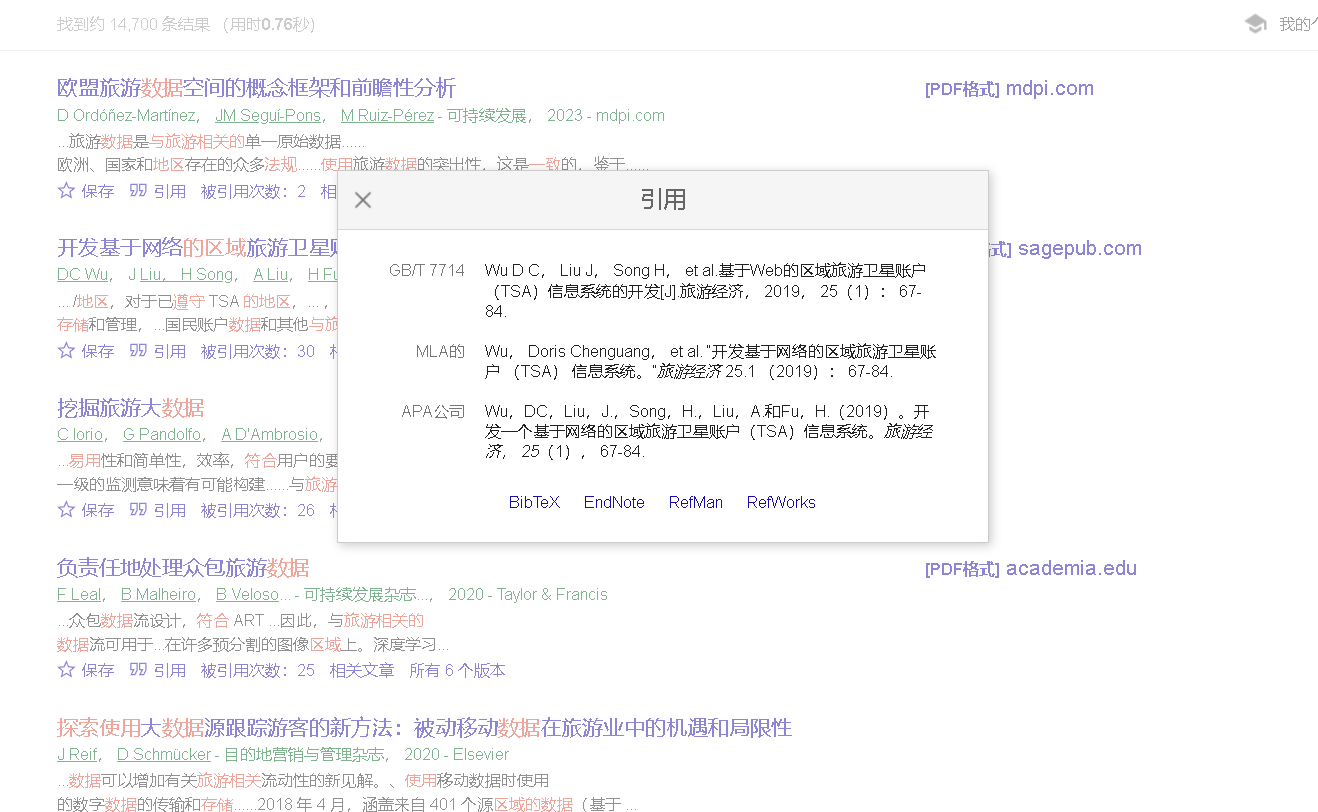 找到约 14,700 条结果 （用时0.76秒）
我的个
欧盟旅游数据空间的概念框架和前瞻性分析
[PDF格式] mdpi.com
D Ordóñez-Martínez， JM Seguí-Pons， M Ruiz-Pérez - 可持续发展， 2023 - mdpi.com
...旅游数据是与旅游相关的单一原始数据......
欧洲、国家和地区存在的众多法规......使用旅游数据的突出性，这是一致的，鉴于......
保存 引用 被引用次数：2 相
引用
开发基于网络的区域旅游卫星账
式] sagepub.com
DC Wu， J Liu， H Song， A Liu， H Fu
... /地区，对于已遵守 TSA 的地区，... ，
存储和管理，...国民账户数据和其他与旅
保存 引用 被引用次数：30
GB/T 7714 Wu D C， Liu J， Song H， et al.基于Web的区域旅游卫星账户
（TSA）信息系统的开发[J].旅游经济， 2019， 25（1）：67-
84.
MLA的 Wu， Doris Chenguang， et al.“开发基于网络的区域旅游卫星账
户 （TSA） 信息系统。”旅游经济 25.1 （2019）：67-84.
APA公司 Wu，DC，Liu，J.，Song，H.，Liu，A 和Fu，H.（2019）。开
发一个基于网络的区域旅游卫星账户（TSA）信息系统。旅游经
济， 25（1），67-84.
BibTeX EndNote RefMan RefWorks
挖掘旅游大数据
C Iorio， G Pandolfo， A D'Ambrosio，
...易用性和简单性，效率，符合用户的要
一级的监测意味着有可能构建......与旅游
保存 引用 被引用次数：26
负责任地处理众包旅游数据
[PDF格式] academia.edu
F Leal， B Malheiro， B Veloso... - 可持续发展杂志...， 2020 - Taylor & Francis
...众包数据流设计，符合 ART ...因此，与旅游相关的
数据流可用于...在许多预分割的图像区域上。深度学习...
保存 引用 被引用次数：25 相关文章 所有 6 个版本
探索使用大数据源跟踪游客的新方法：被动移动数据在旅游业中的机遇和局限性
J Reif， D Schmücker - 目的地营销与管理杂志， 2020 - Elsevier
...数据可以增加有关旅游相关流动性的新见解。、使用移动数据时使用
的数字数据的传输和存储......2018 年 4 月，涵盖来自 401 个源区域的数据（基于 ...